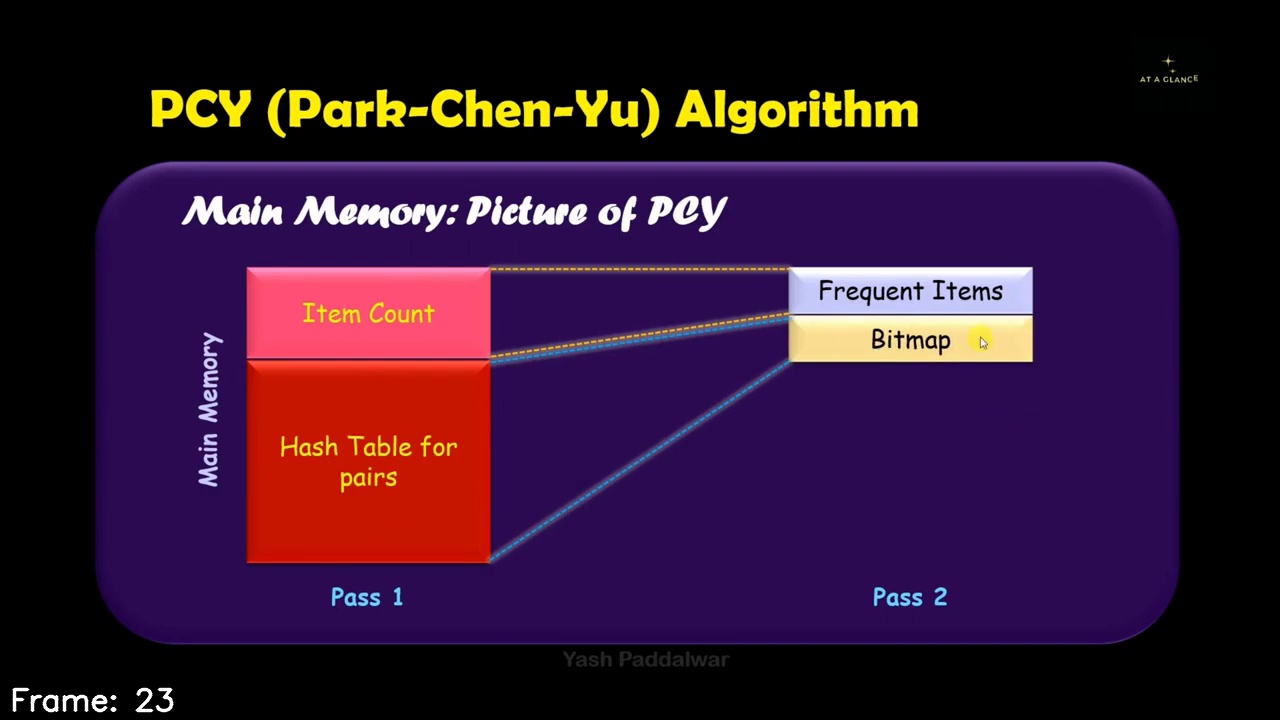 AT A GLANCE
PCY (Park-Chen-Yu) Algorithm
Main Memory: Picture of PCY
Item Count
Frequent Items
Bitmap
Main Memory
Hash Table for
pairs
Pass 1
Pass 2
Yash Paddalwar
Frame: 23